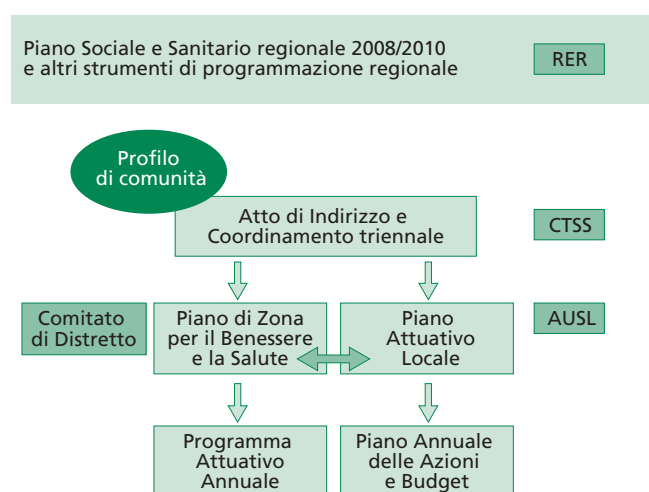 Piano Sociale e Sanitario regionale 2008/2010
e altri strumenti di programmazione regionale
RER
Profilo
di comunità
Atto di Indirizzo e
Coordinamento triennale
CTSS
Comitato
di Distretto
Piano di Zona
per il Benessere
e la Salute
Piano
Attuativo
Locale
AUSL
Programma
Attuativo
Annuale
Piano Annuale
delle Azioni
e Budget